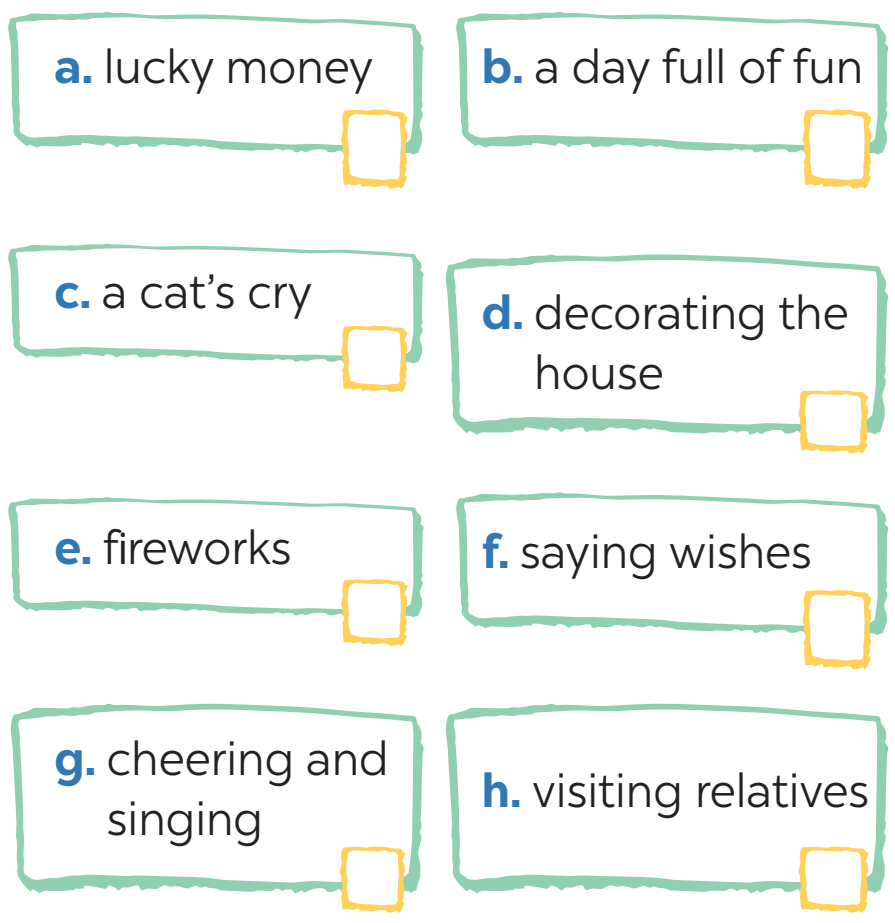 a. lucky money
b. a day full of fun
c. a cat’s cry
d. decorating the
house
e. fireworks
f. saying wishes
g. cheering and
singing
h. visiting relatives